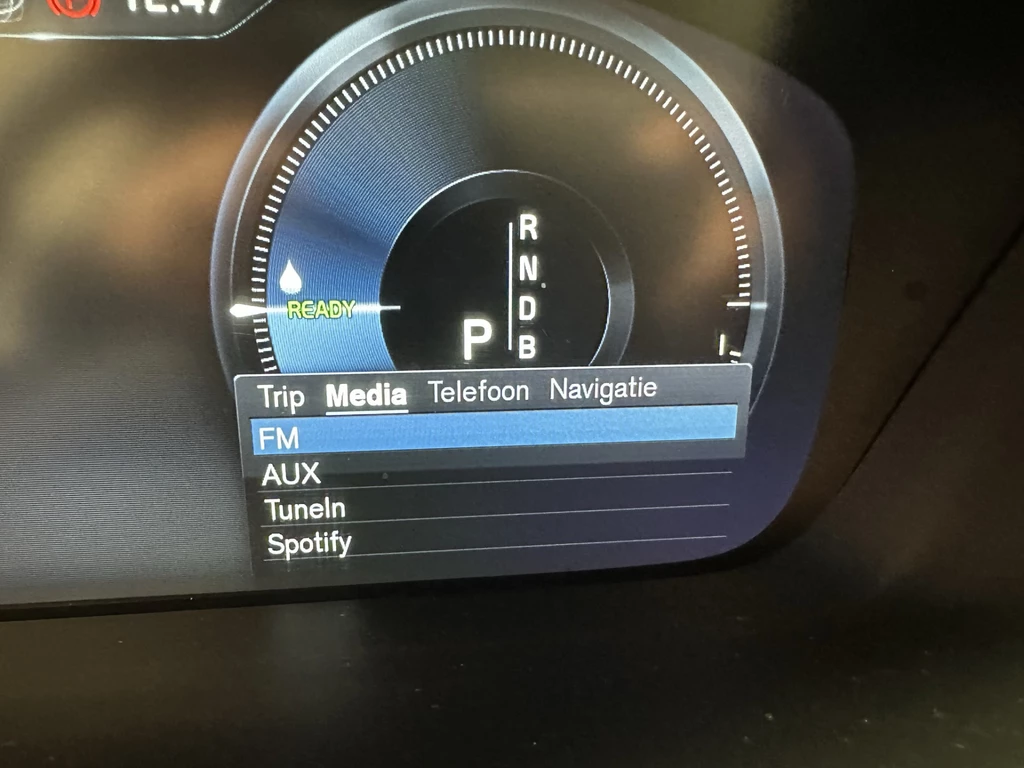 READY
P
R
N
D
B
Trip Media Telefoon Navigatie
FM
AUX
TuneIn
Spotify